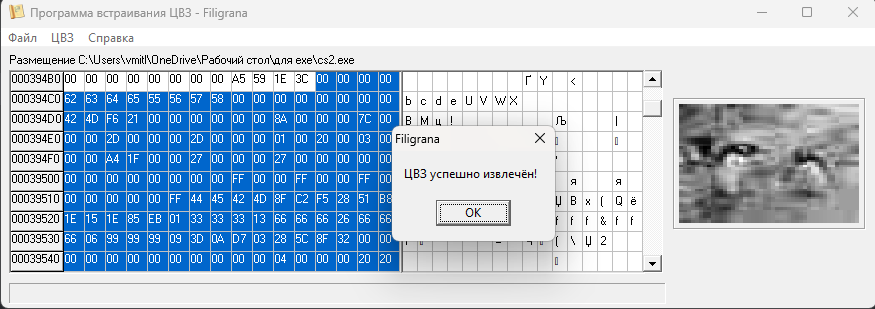 Программа встраивания ЦВЗ - Filigrana
Файл ЦВЗ Справка
Размещение C:\Users\vmitl\OneDrive\Рабочий стол\для exe\cs2.exe
000394B0 00 00 00 00 00 00 00 00 A5 59 1E 3C 00 00 00 00 Ґ Y <
000394C0 62 63 64 65 55 56 57 58 00 00 00 00 00 00 00 00 b c d e U V W X
000394D0 42 4D F6 21 00 00 00 00 00 00 8A 00 00 00 7C 00 B M ц ! Љ |
000394E0 00 00 2D 00 00 00 2D 00 00 00 01 00 20 00 03 00
000394F0 00 00 A4 1F 00 00 27 00 00 00 27 00 00 00 00 00
00039500 00 00 00 00 00 00 00 00 FF 00 00 FF 00 00 FF 00 я я
00039510 00 00 00 00 00 FF 44 45 42 4D 8F C2 F5 28 51 B8 Џ В х ( Q ё
00039520 1E 15 1E 85 EB 01 33 33 33 13 66 66 66 26 66 66 f f & f f
00039530 66 06 99 99 99 09 3D 0A D7 03 28 5C 8F 32 00 00 ( \ Џ 2
00039540 00 00 00 00 00 00 00 00 04 00 00 00 00 00 20 20
Filigrana
ЦВЗ успешно извлечён!
OK